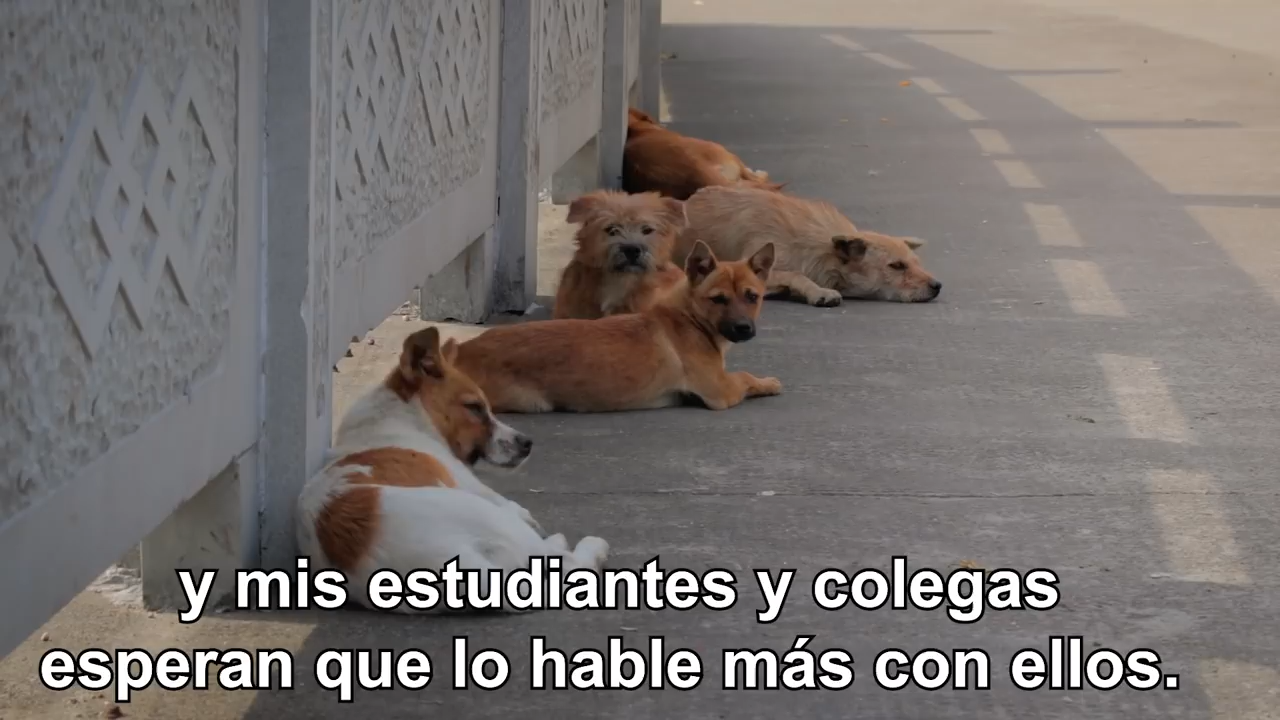 y mis estudiantes y colegas
esperan que lo hable más con ellos.